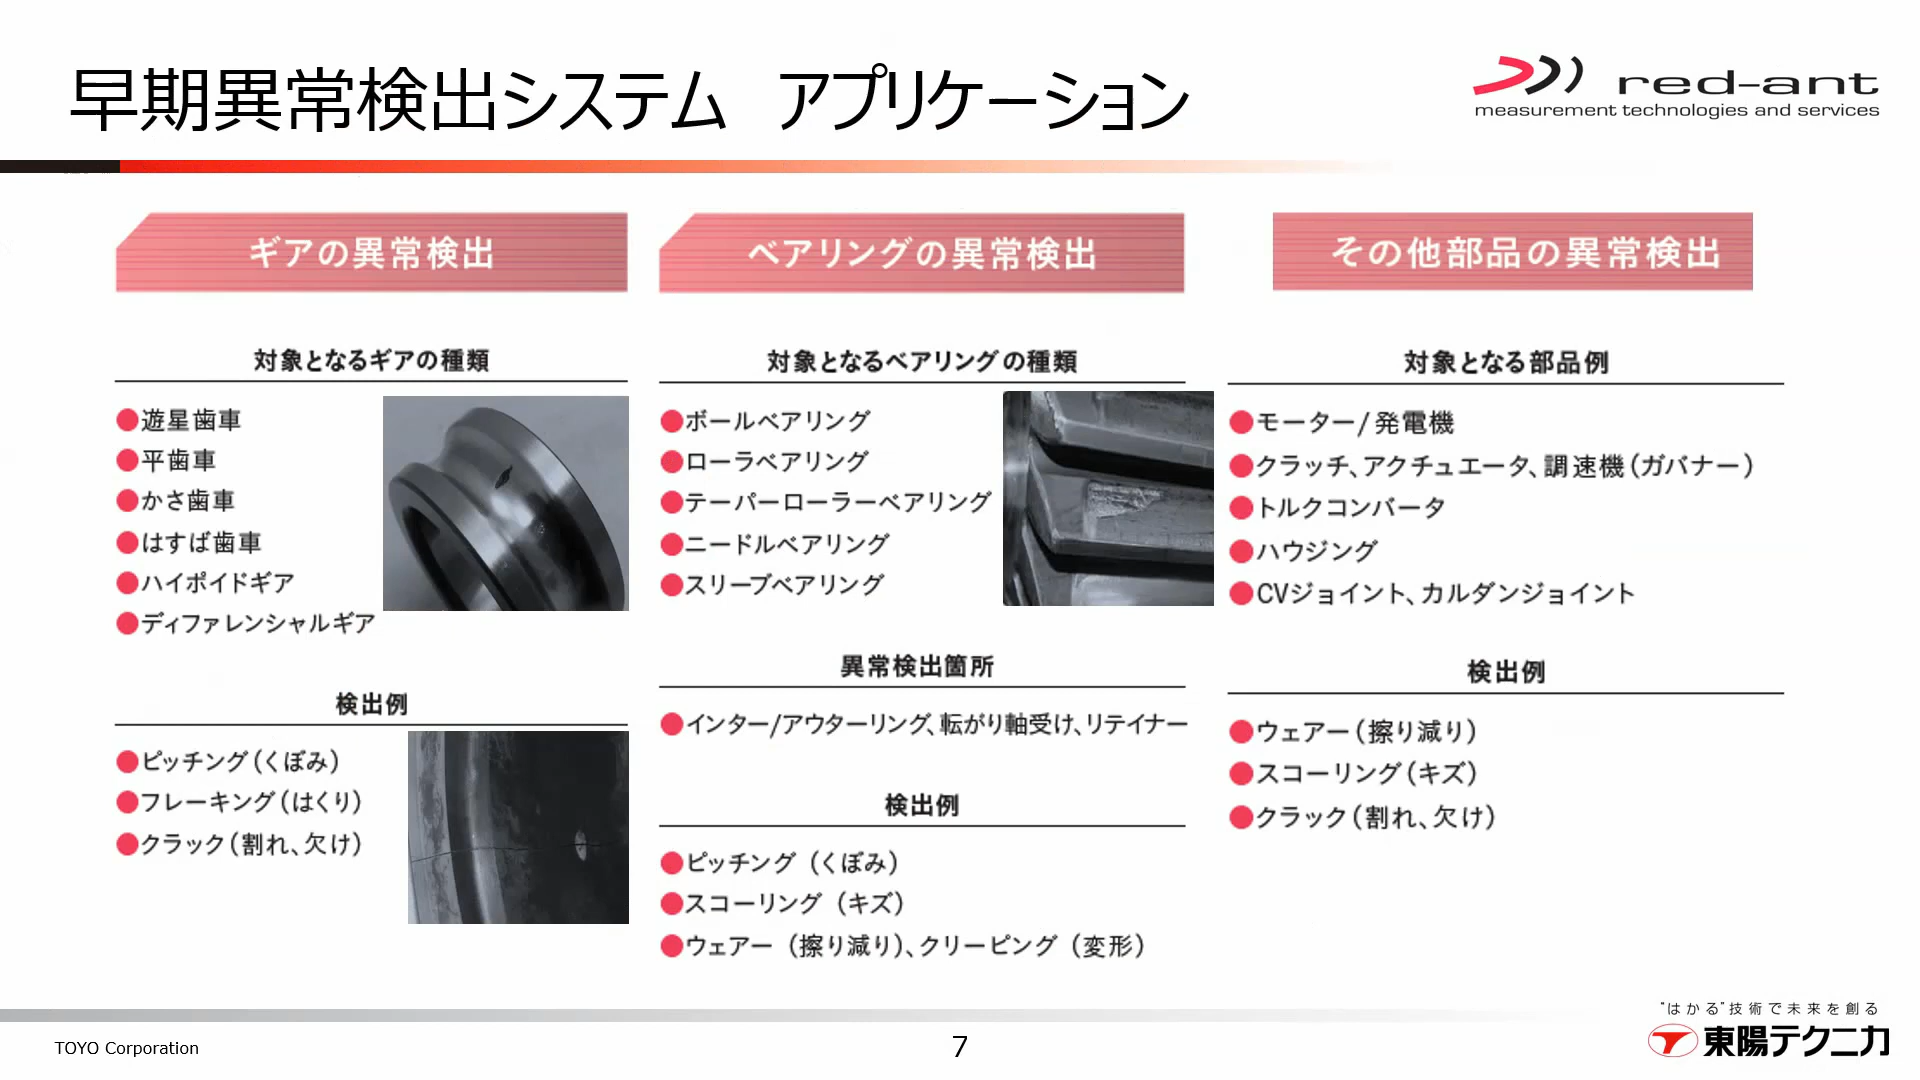 早期異常検出システム アプリケーション
red-ant
measurement technologies and services
ギアの異常検出
対象となるギアの種類
●遊星歯車
●平歯車
●かさ歯車
●はすば歯車
●ハイポイドギア
●ディファレンシャルギア
検出例
●ピッチング(くぼみ)
●フレーキング(はくり)
●クラック(割れ、欠け)
ベアリングの異常検出
対象となるベアリングの種類
●ボールベアリング
●ローラベアリング
●テーパーローラーベアリング
●ニードルベアリング
●スリーブベアリング
異常検出箇所
●インター/アウターリング、転がり軸受け、リテイナー
検出例
●ピッチング(くぼみ)
●スコーリング(キズ)
●ウェアー(擦り減り)、クリーピング(変形)
その他部品の異常検出
対象となる部品例
●モーター/発電機
●クラッチ、アクチュエータ、調速機(ガバナー)
●トルクコンバータ
●ハウジング
●CVジョイント、カルダンジョイント
検出例
●ウェアー(擦り減り)
●スコーリング(キズ)
●クラック(割れ、欠け)
TOYO Corporation
7
“はかる”技術で未来を創る
東陽テクニカ